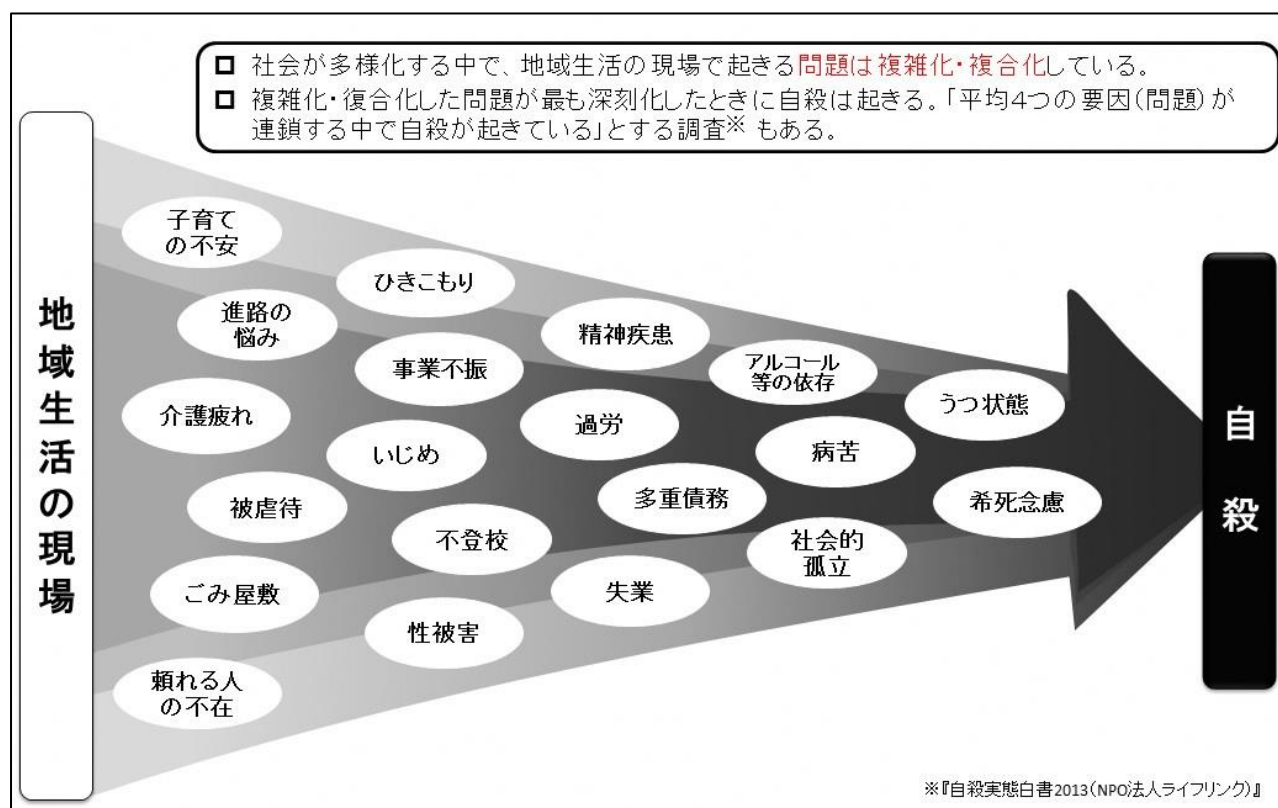 □ 社会が多様化する中で、地域生活の現場で起きる問題は複雑化・複合化している。
□ 複雑化・復合化した問題が最も深刻化したときに自殺は起きる。「平均4つの要因(問題)が
連鎖する中で自殺が起きている」とする調査※もある。
地域生活の現場
子育て
の不安
ひきこもり
進路の
悩み
精神疾患
事業不振
アルコール
等の依存
うつ状態
介護疲れ
過労
いじめ
病苦
被虐待
多重債務
希死念慮
不登校
社会的
孤立
ごみ屋敷
失業
性被害
頼れる人
の不在
自殺
※『自殺実態白書2013(NPO法人ライフリンク)』